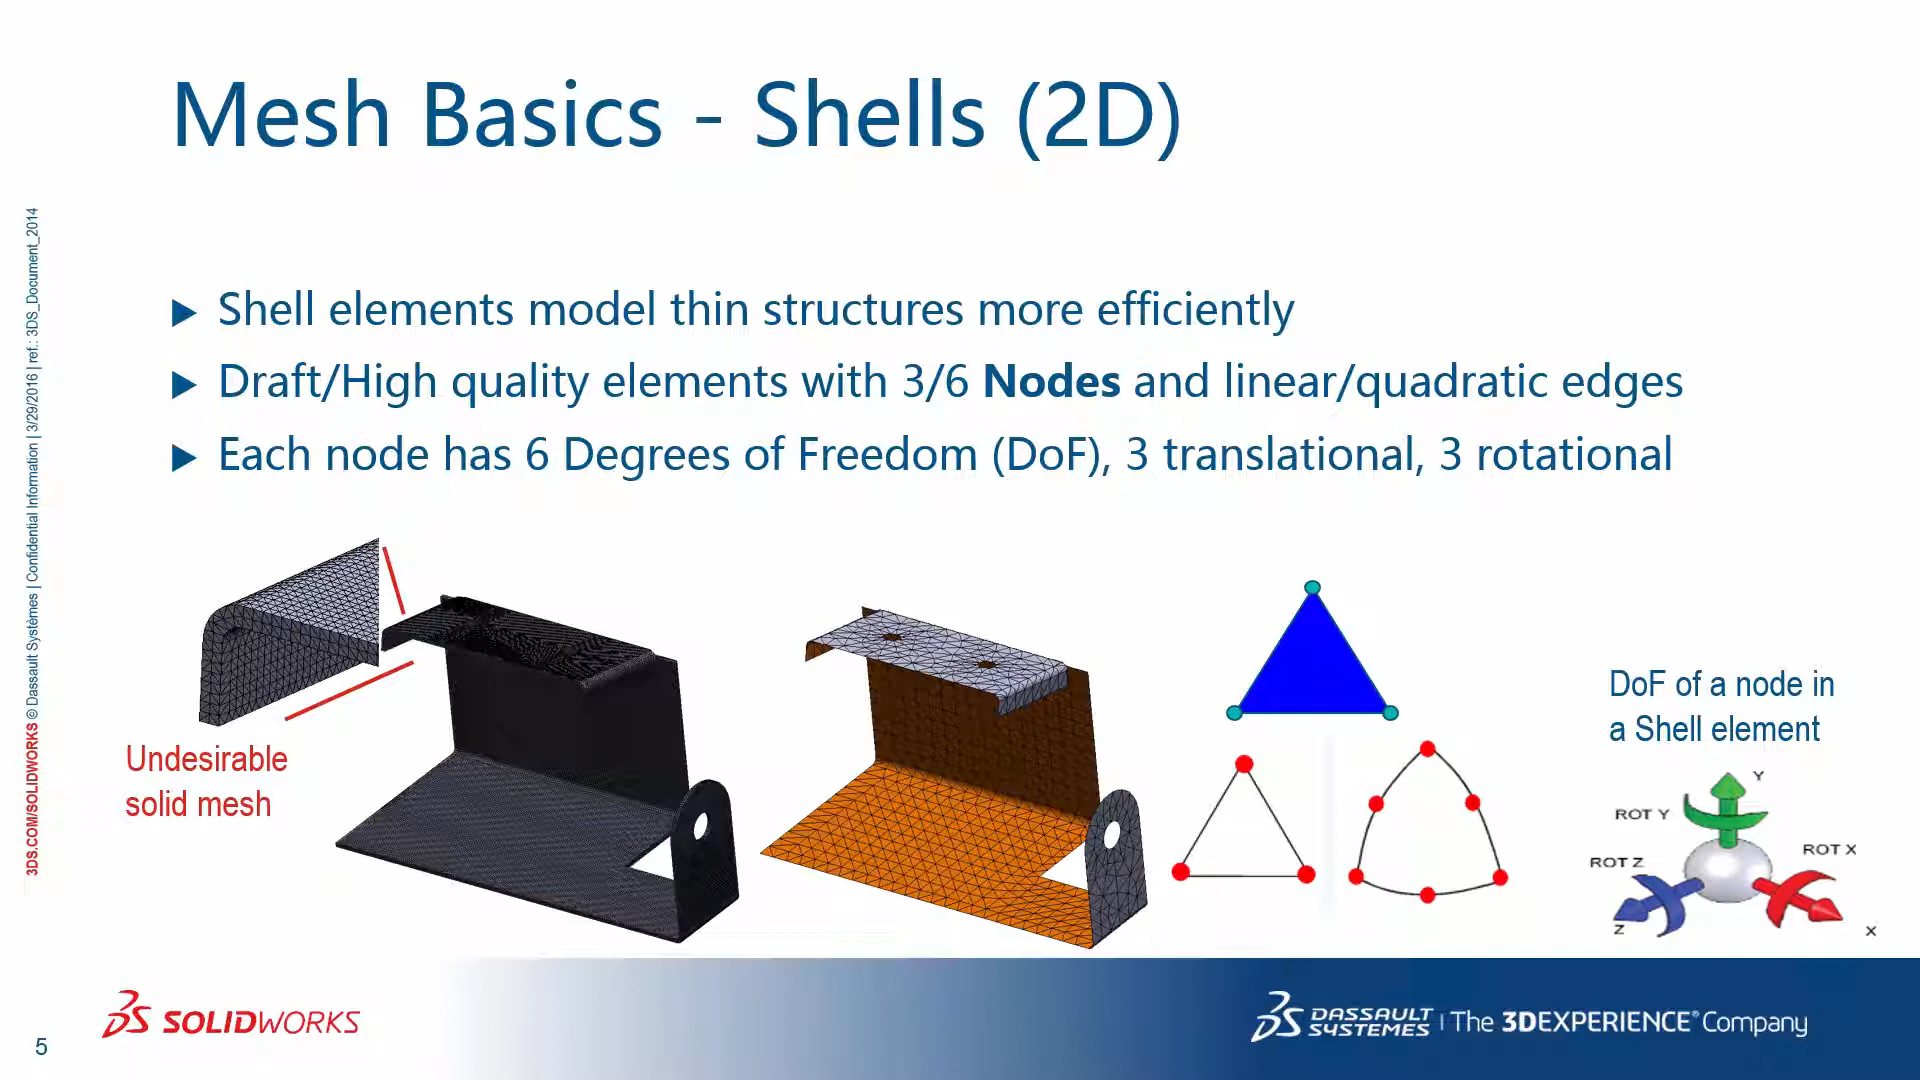 Mesh Basics - Shells (2D)
▶ Shell elements model thin structures more efficiently
▶ Draft/High quality elements with 3/6 Nodes and linear/quadratic edges
▶ Each node has 6 Degrees of Freedom (DoF), 3 translational, 3 rotational
3DS.COM/SOLIDWORKS © Dassault Systèmes | Confidential Information | 3/29/2016 | ref.: 3DS_Document_2014
Undesirable
solid mesh
DoF of a node in
a Shell element
Y
ROT Y
ROT X
ROT Z
Z
X
SOLIDWORKS
DASSAULT SYSTEMES | The 3DEXPERIENCE® Company
5